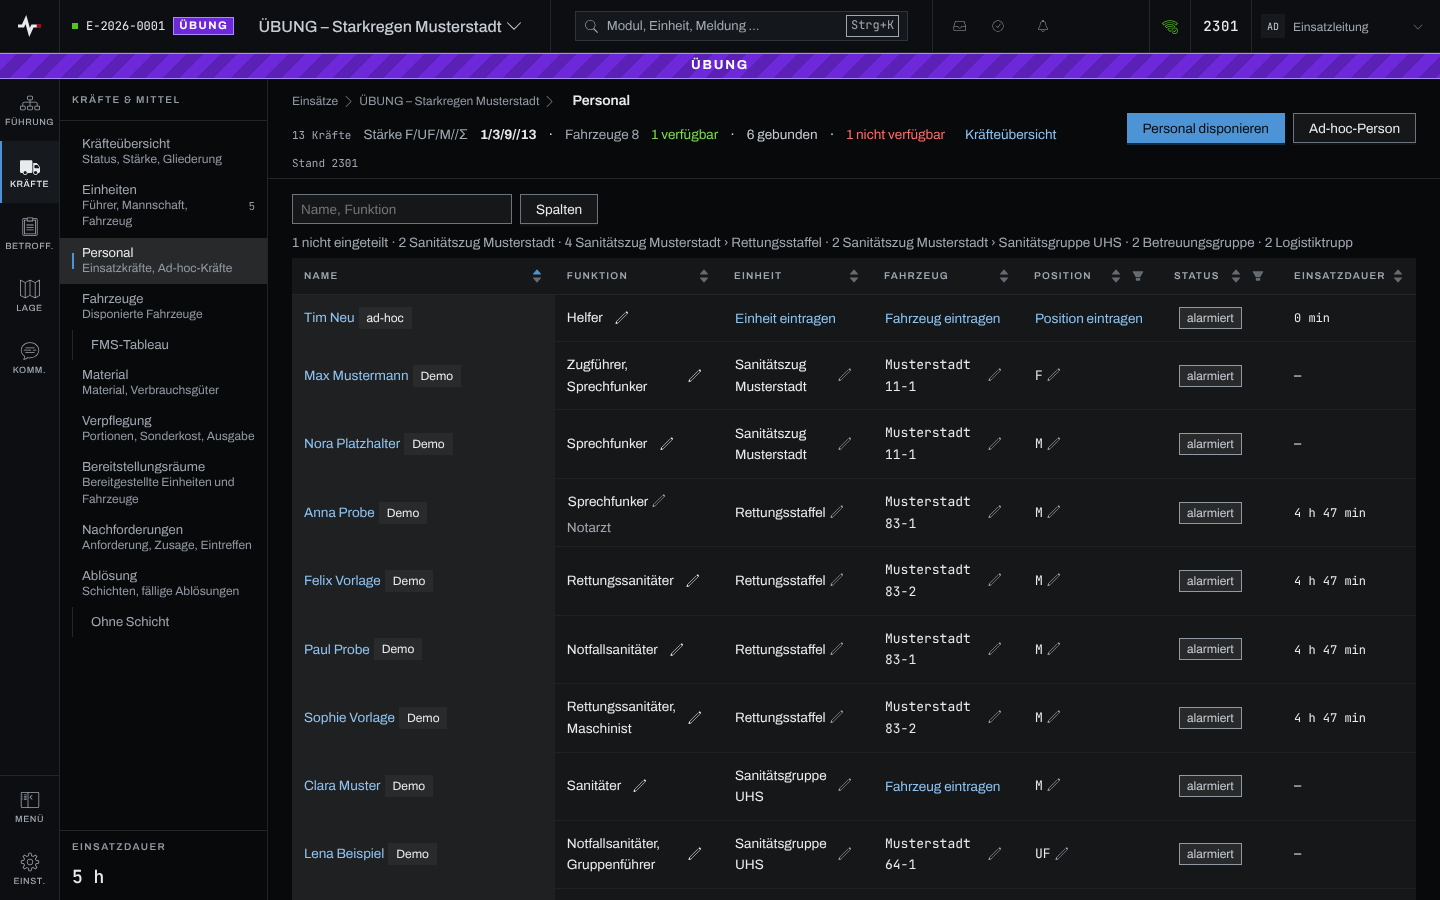 E-2026-0001 ÜBUNG ÜBUNG – Starkregen Musterstadt Modul, Einheit, Meldung ... Strg+K 2301 AD Einsatzleitung
ÜBUNG
FÜHRUNG
KRÄFTE
BETROFF.
LAGE
KOMM.
MENÜ
EINST.
KRÄFTE & MITTEL
Kräfteübersicht
Status, Stärke, Gliederung
Einheiten
Führer, Mannschaft,
Fahrzeug
5
Personal
Einsatzkräfte, Ad-hoc-Kräfte
Fahrzeuge
Disponierte Fahrzeuge
FMS-Tableau
Material
Material, Verbrauchsgüter
Verpflegung
Portionen, Sonderkost, Ausgabe
Bereitstellungsräume
Bereitgestellte Einheiten und
Fahrzeuge
Nachforderungen
Anforderung, Zusage, Eintreffen
Ablösung
Schichten, fällige Ablösungen
Ohne Schicht
EINSATZDAUER
5 h
Einsätze ÜBUNG – Starkregen Musterstadt Personal
13 Kräfte Stärke F/UF/M//Σ 1/3/9//13 · Fahrzeuge 8 1 verfügbar · 6 gebunden · 1 nicht verfügbar Kräfteübersicht
Stand 2301
Personal disponieren Ad-hoc-Person
Name, Funktion Spalten
1 nicht eingeteilt · 2 Sanitätszug Musterstadt · 4 Sanitätszug Musterstadt › Rettungsstaffel · 2 Sanitätszug Musterstadt › Sanitätsgruppe UHS · 2 Betreuungsgruppe · 2 Logistiktrupp
NAME FUNKTION EINHEIT FAHRZEUG POSITION STATUS EINSATZDAUER
Tim Neu ad-hoc Helfer Einheit eintragen Fahrzeug eintragen Position eintragen alarmiert 0 min
Max Mustermann Demo Zugführer, Sanitätszug Musterstadt F alarmiert –
Sprechfunker Musterstadt 11-1
Nora Platzhalter Demo Sprechfunker Sanitätszug Musterstadt M alarmiert –
Musterstadt 11-1
Anna Probe Demo Sprechfunker Rettungsstaffel Musterstadt M alarmiert 4 h 47 min
Notarzt 83-1
Felix Vorlage Demo Rettungssanitäter Rettungsstaffel Musterstadt M alarmiert 4 h 47 min
83-2
Paul Probe Demo Notfallsanitäter Rettungsstaffel Musterstadt M alarmiert 4 h 47 min
83-1
Sophie Vorlage Demo Rettungssanitäter, Rettungsstaffel Musterstadt M alarmiert 4 h 47 min
Maschinist 83-2
Clara Muster Demo Sanitäter Sanitätsgruppe Fahrzeug eintragen M alarmiert –
UHS
Lena Beispiel Demo Notfallsanitäter, Sanitätsgruppe Musterstadt UF alarmiert –
Gruppenführer UHS 64-1